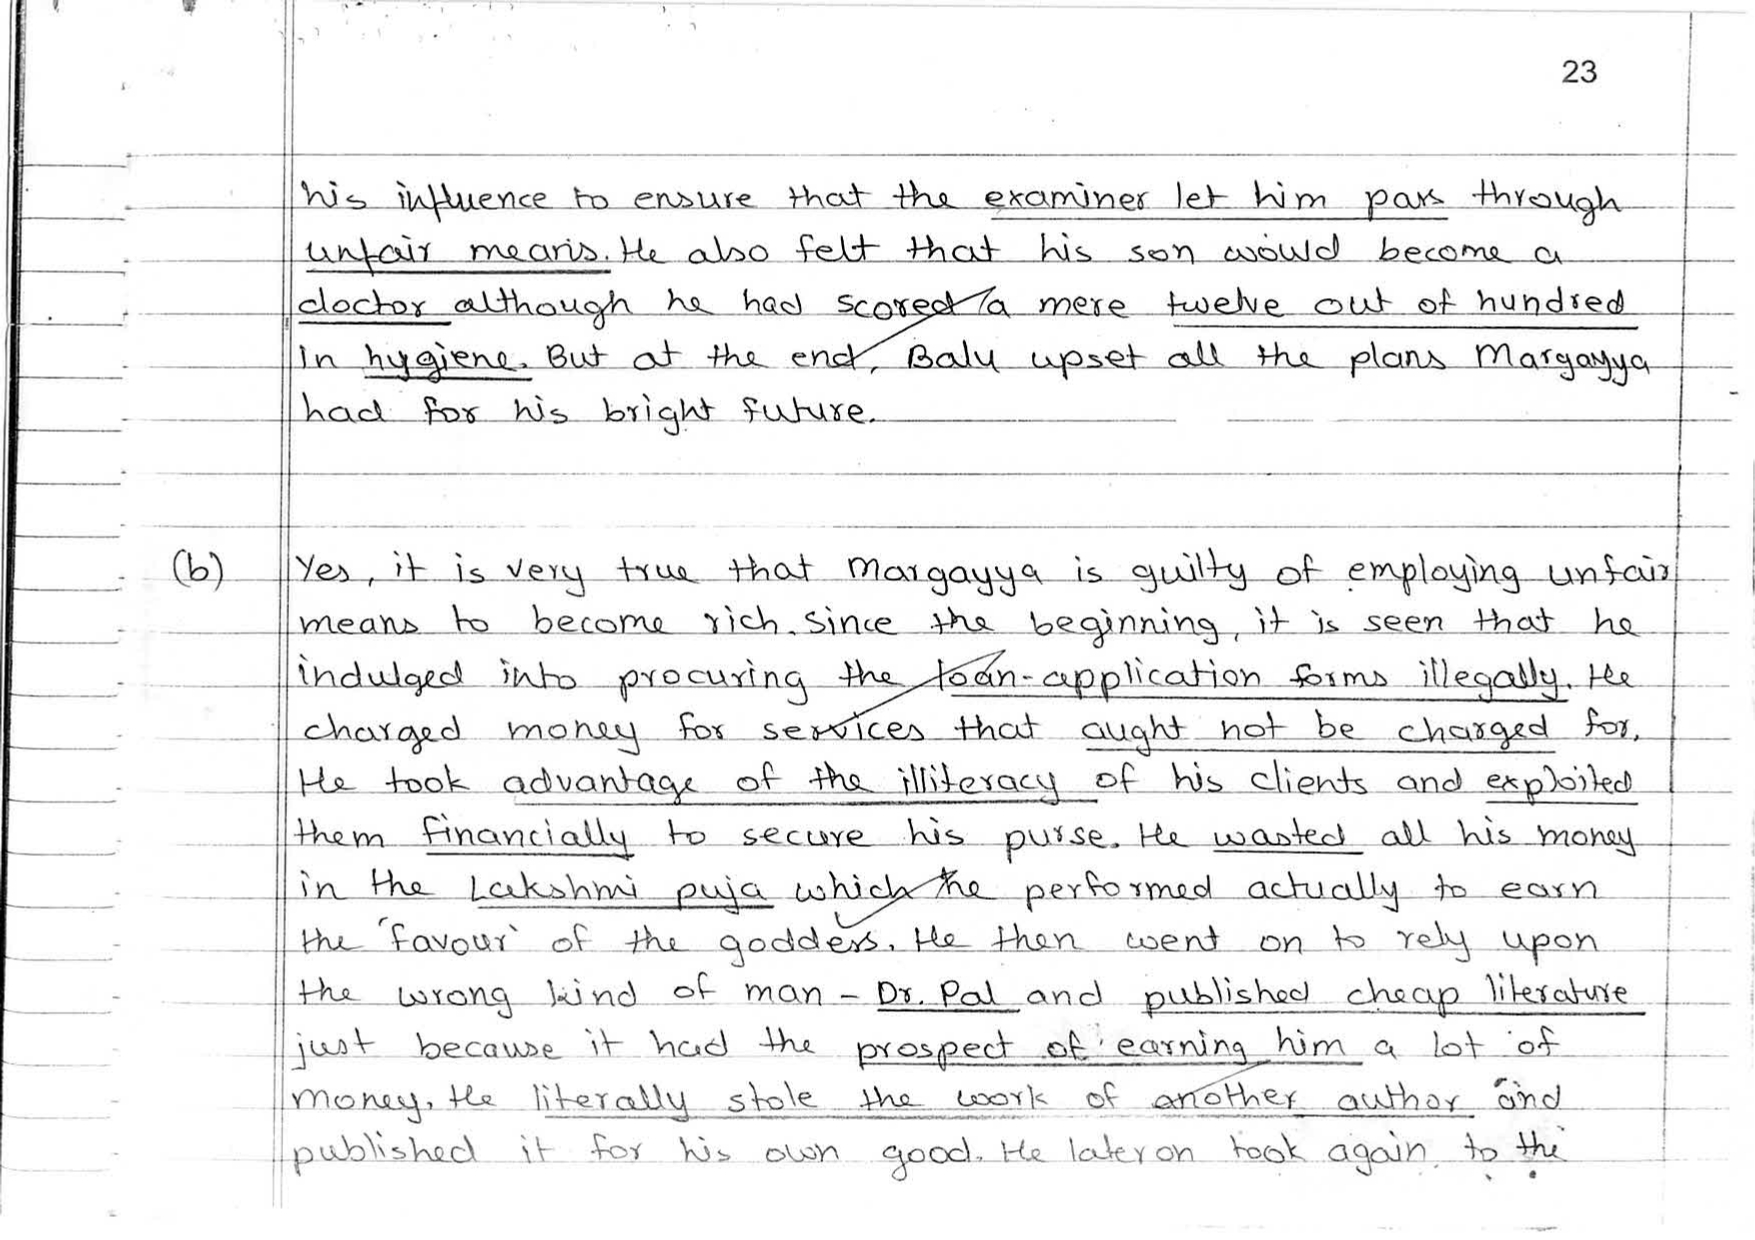 23
his influence to ensure that the examiner let him pass through
unfair means. He also felt that his son would become a
doctor although he had scored a mere twelve out of hundred
in hygiene. But at the end, Balu upset all the plans Margayya
had for his bright future.
(b) Yes, it is very true that Margayya is guilty of employing unfair
means to become rich. Since the beginning, it is seen that he
indulged into procuring the loan-application forms illegally. He
charged money for services that aught not be charged for.
He took advantage of the illiteracy of his clients and exploited
them financially to secure his purse. He wasted all his money
in the Lakshmi puja which he performed actually to earn
the 'favour' of the goddess. He then went on to rely upon
the wrong kind of man - Dr. Pal and published cheap literature
just because it had the prospect of earning him a lot of
money. He literally stole the work of another author and
published it for his own good. He later on took again to the